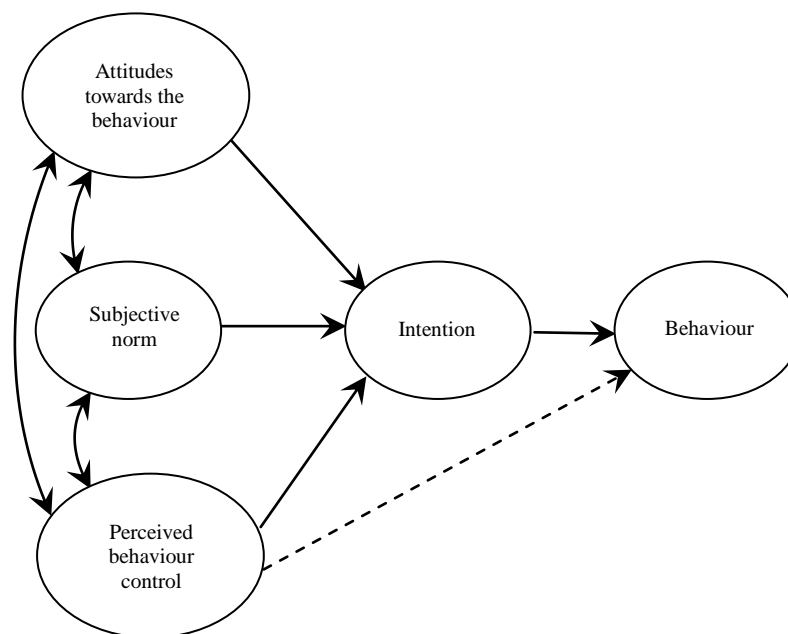 Attitudes
towards the
behaviour
Subjective
norm
Intention
Behaviour
Perceived
behaviour
control